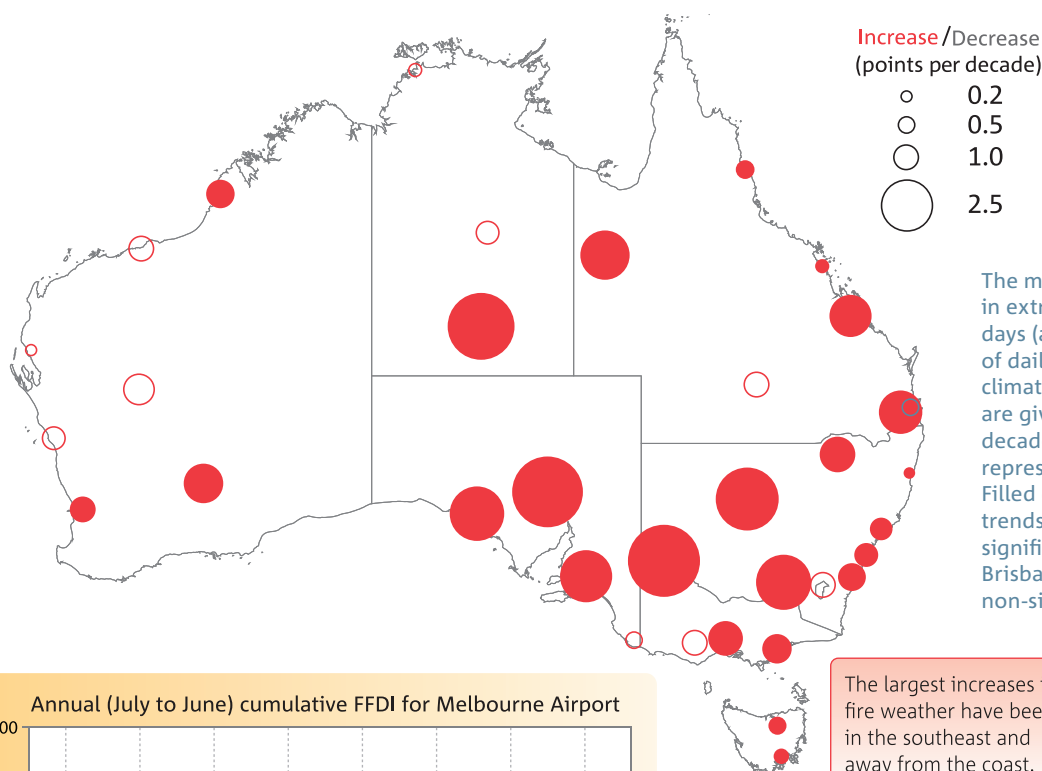 Increase/Decrease
(points per decade)
0.2
0.5
1.0
2.5
The m
in extr
days (a
of daily
climat
are giv
decad
repres
Filled
trends
signifi
Brisba
non-si
The largest increases
fire weather have bee
in the southeast and
away from the coast.
Annual (July to June) cumulative FFDI for Melbourne Airport
00